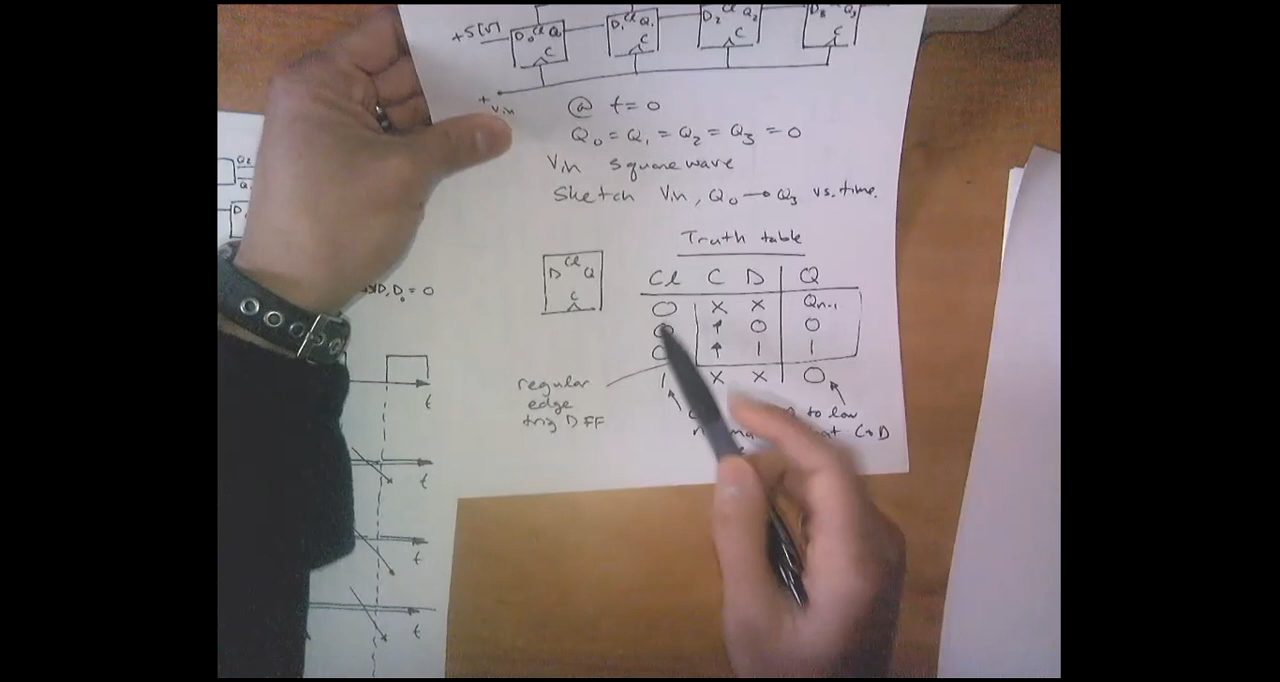 +5[V] D₀ Cl Q₀ D₁ Cl Q₁ D₂ Cl Q₂ D₃ Q₃
C C C C
+
Vin
@ t=0
Q₀ = Q₁ = Q₂ = Q₃ = 0
Vin square wave
Sketch Vin, Q₀ → Q₃ vs. time.
Truth table
D Cl Q
C
Cl C D Q
0 X X Qn-1
0 ↑ 0 0
0 ↑ 1 1
1 X X 0
regular
edge
trig D FF
to low
C + D
Q₂
D₁
D₀ = 0
t
t
t
t